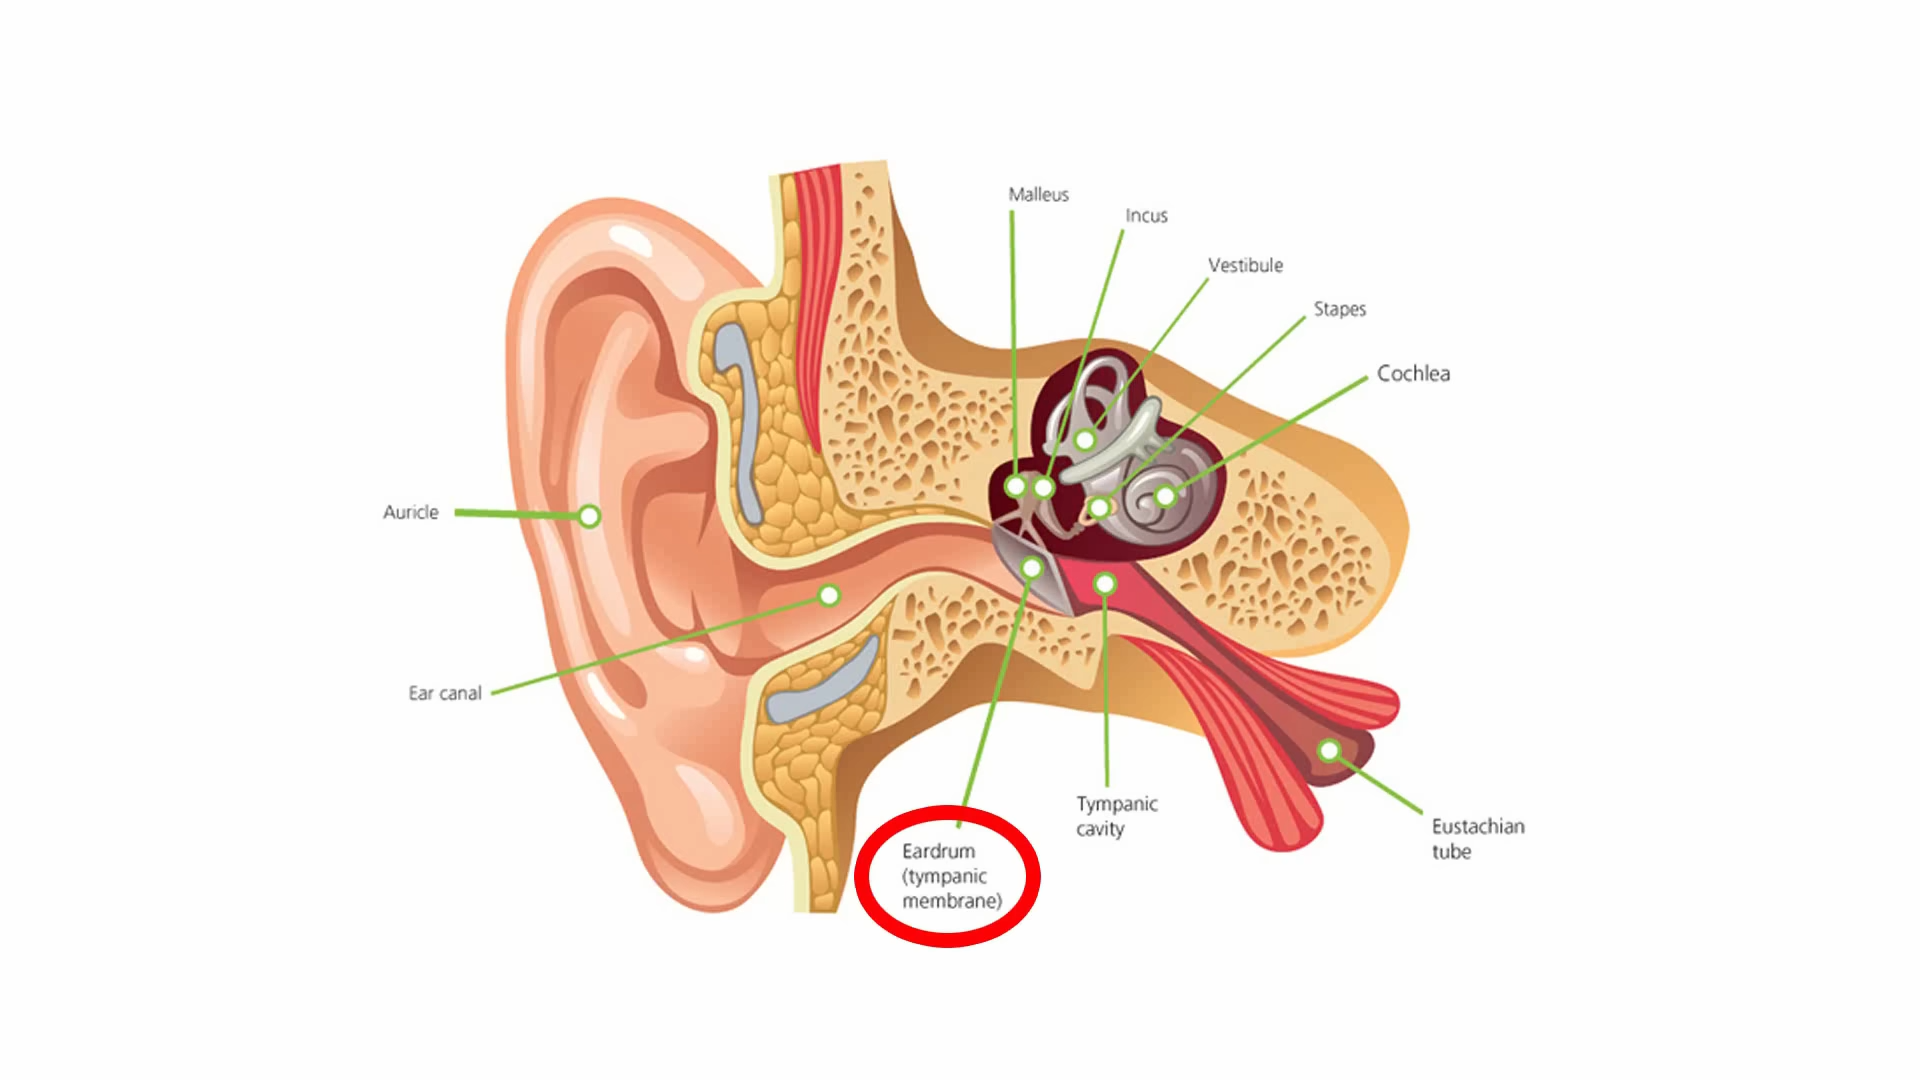 Malleus
Incus
Vestibule
Stapes
Cochlea
Auricle
Ear canal
Tympanic
cavity
Eustachian
tube
Eardrum
(tympanic
membrane)